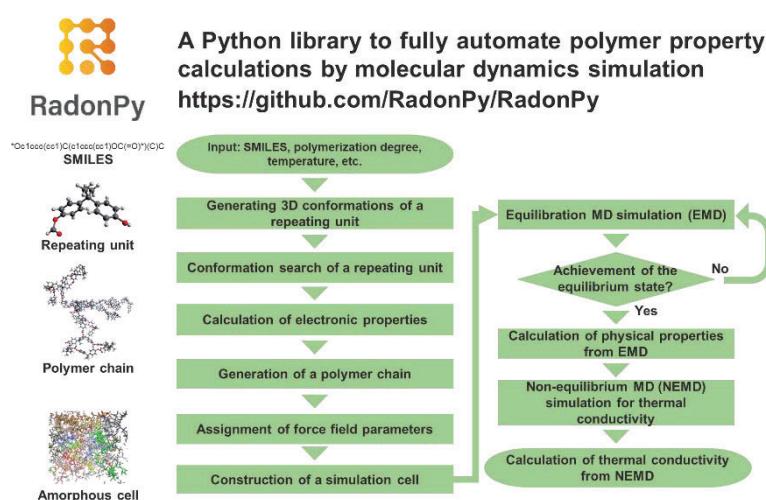 A Python library to fully automate polymer property
calculations by molecular dynamics simulation
https://github.com/RadonPy/RadonPy
RadonPy
*Oc1ccc(cc1)C(c1ccc(cc1)OC(=O)*)(C)C
SMILES
Repeating unit
Polymer chain
Amorphous cell
Input: SMILES, polymerization degree,
temperature, etc.
Generating 3D conformations of a
repeating unit
Conformation search of a repeating unit
Calculation of electronic properties
Generation of a polymer chain
Assignment of force field parameters
Construction of a simulation cell
Equilibration MD simulation (EMD)
Achievement of the
equilibrium state?
No
Yes
Calculation of physical properties
from EMD
Non-equilibrium MD (NEMD)
simulation for thermal
conductivity
Calculation of thermal conductivity
from NEMD